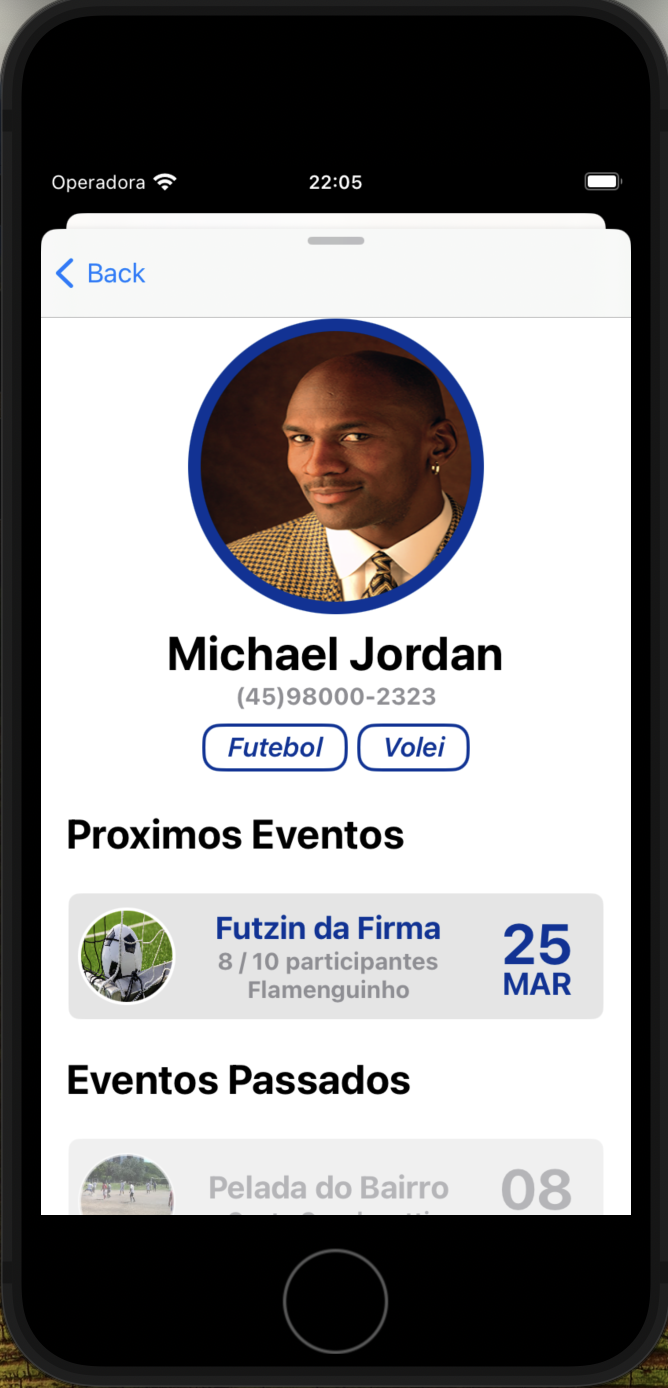 Operadora 22:05
Back
Michael Jordan
(45)98000-2323
Futebol Volei
Proximos Eventos
Futzin da Firma
8 / 10 participantes
Flamenguinho
25
MAR
Eventos Passados
Pelada do Bairro
08